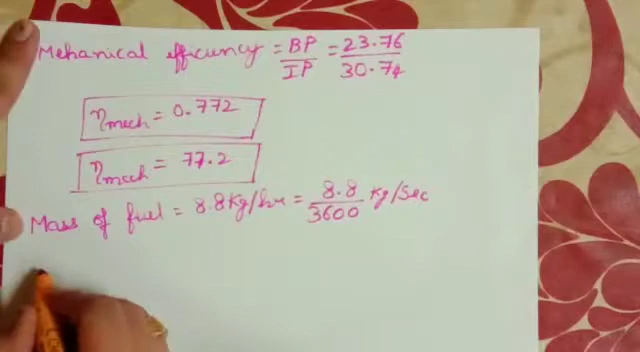 Mehanical efficiency = BP/IP = 23.76/30.74
ηmech = 0.772
ηmech = 77.2
Mass of fuel = 8.8 kg/hr = 8.8/3600 kg/sec